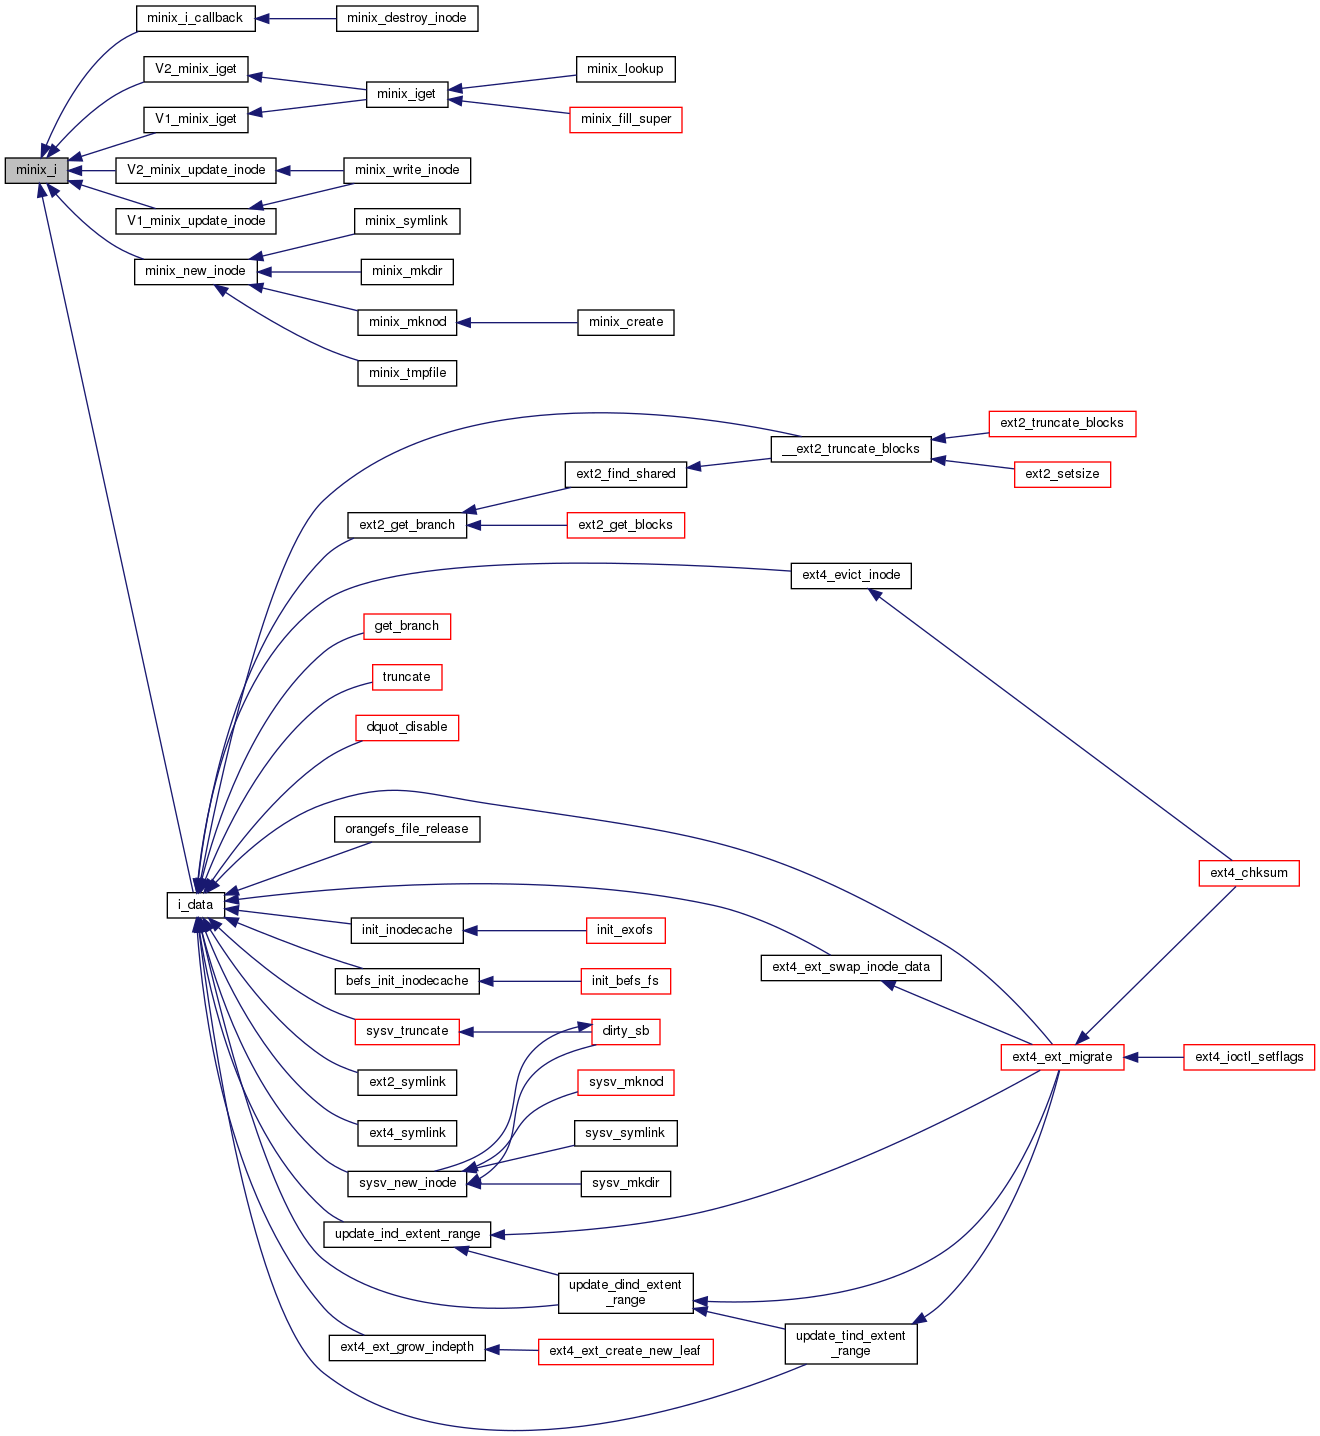 minix_i_callback
minix_destroy_inode
V2_minix_iget
minix_lookup
minix_iget
V1_minix_iget
minix_fill_super
minix_i
V2_minix_update_inode
minix_write_inode
V1_minix_update_inode
minix_symlink
minix_new_inode
minix_mkdir
minix_mknod
minix_create
minix_tmpfile
ext2_truncate_blocks
__ext2_truncate_blocks
ext2_find_shared
ext2_setsize
ext2_get_branch
ext2_get_blocks
ext4_evict_inode
get_branch
truncate
dquot_disable
orangefs_file_release
ext4_chksum
i_data
init_inodecache
init_exofs
ext4_ext_swap_inode_data
befs_init_inodecache
init_befs_fs
sysv_truncate
dirty_sb
ext4_ext_migrate
ext4_ioctl_setflags
ext2_symlink
sysv_mknod
ext4_symlink
sysv_symlink
sysv_new_inode
sysv_mkdir
update_ind_extent_range
update_dind_extent
_range
update_tind_extent
_range
ext4_ext_grow_indepth
ext4_ext_create_new_leaf